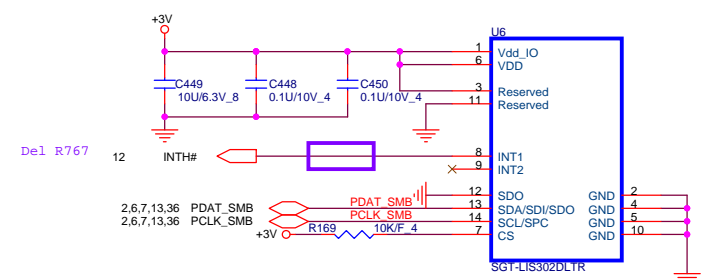 +3V
U6
1 Vdd_IO
6 VDD
C449
10U/6.3V_8
C448
0.1U/10V_4
C450
0.1U/10V_4
3 Reserved
11 Reserved
Del R767
12 INTH#
8 INT1
9 INT2
12 SDO
GND 2
2,6,7,13,36 PDAT_SMB
PDAT_SMB
13 SDA/SDI/SDO
GND 4
2,6,7,13,36 PCLK_SMB
PCLK_SMB
14 SCL/SPC
GND 5
+3V
R169
10K/F_4
7 CS
GND 10
SGT-LIS302DLTR